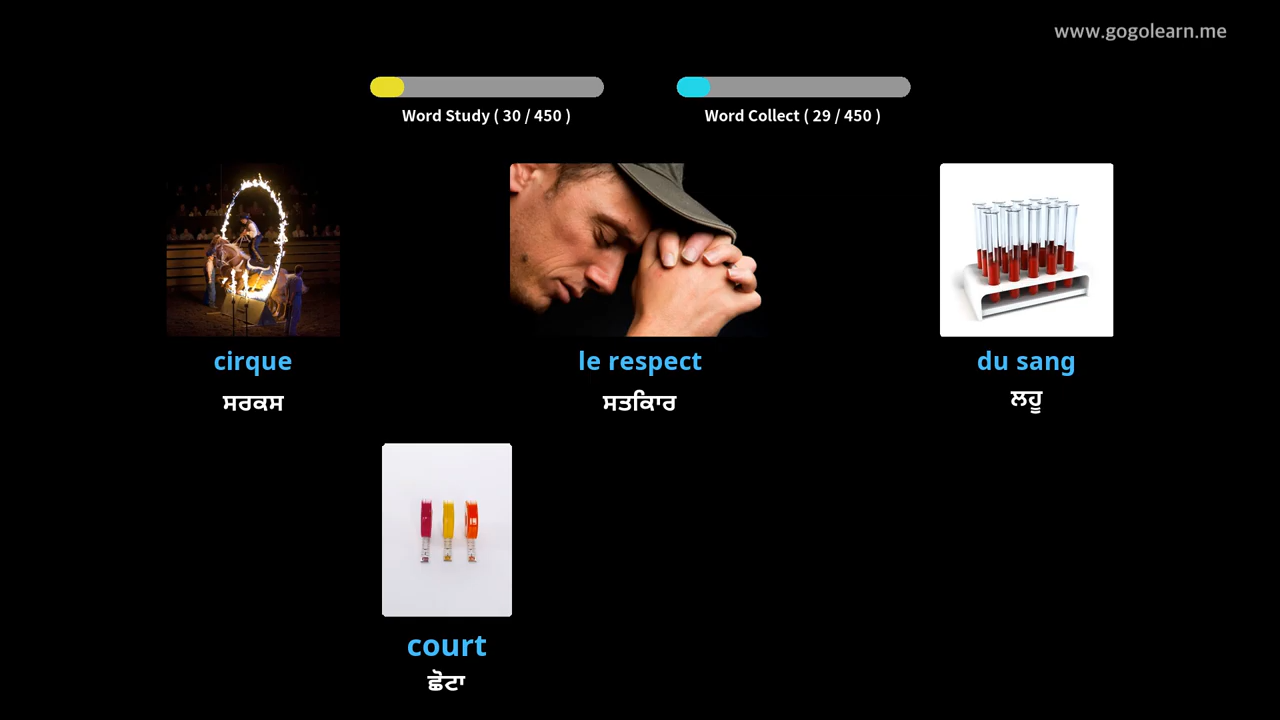 www.gogolearn.me
Word Study ( 30 / 450 )
Word Collect ( 29 / 450 )
cirque
le respect
du sang
ਸਰਕਸ
ਸਤਕਿਾਰ
ਲਹੂ
court
ਛੋਟਾ